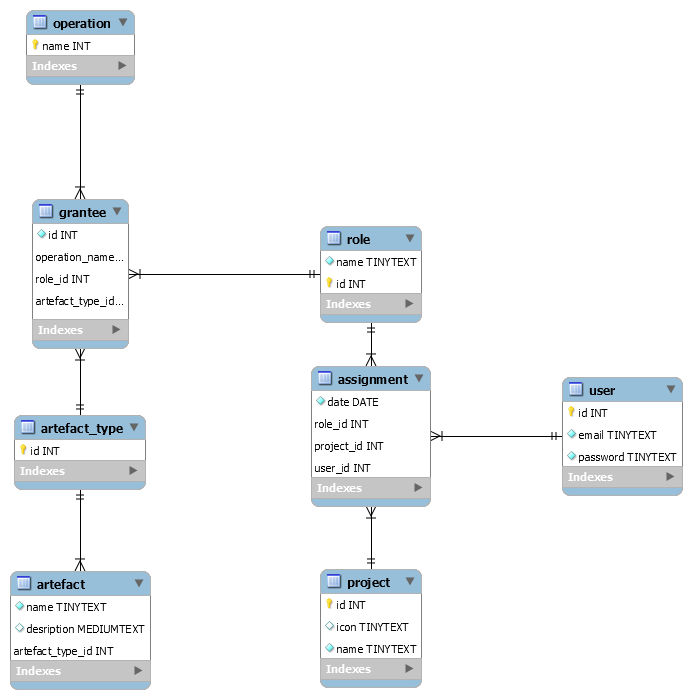 operation
name INT
Indexes
grantee
id INT
operation_name...
role_id INT
artefact_type_id...
Indexes
role
name TINYTEXT
id INT
Indexes
assignment
date DATE
role_id INT
project_id INT
user_id INT
Indexes
user
id INT
email TINYTEXT
password TINYTEXT
Indexes
artefact_type
id INT
Indexes
artefact
name TINYTEXT
desription MEDIUMTEXT
artefact_type_id INT
Indexes
project
id INT
icon TINYTEXT
name TINYTEXT
Indexes